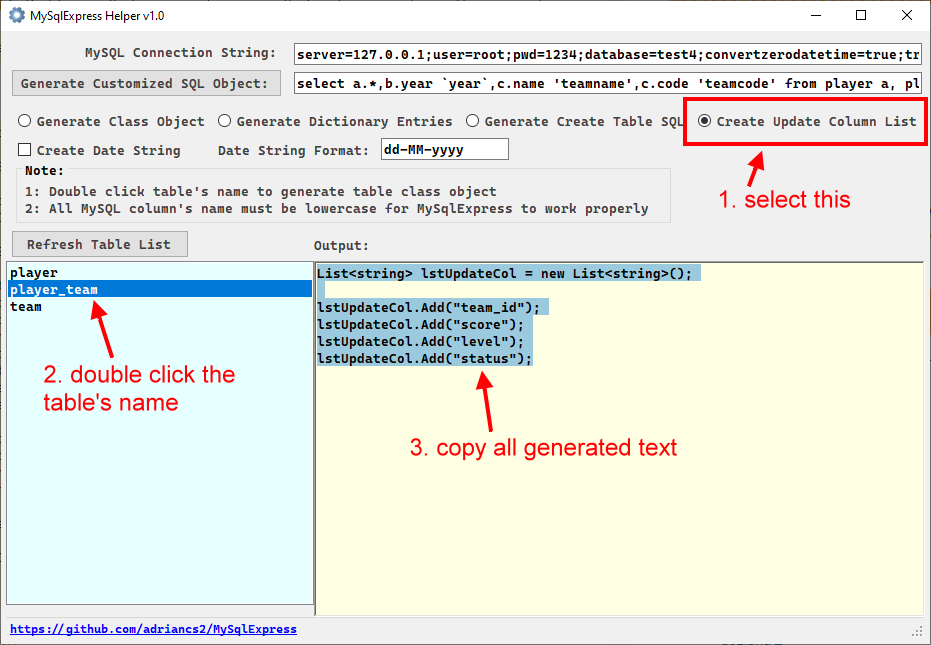 MySqlExpress Helper v1.0
MySQL Connection String: server=127.0.0.1;user=root;pwd=1234;database=test4;convertzerodatetime=true;tr
Generate Customized SQL Object: select a.*,b.year `year`,c.name 'teamname',c.code 'teamcode' from player a, pl
Generate Class Object Generate Dictionary Entries Generate Create Table SQL Create Update Column List
Create Date String Date String Format: dd-MM-yyyy
Note:
1: Double click table's name to generate table class object
2: All MySQL column's name must be lowercase for MySqlExpress to work properly
1. select this
Refresh Table List Output:
player
player_team
team
2. double click the
table's name
List<string> lstUpdateCol = new List<string>();
lstUpdateCol.Add("team_id");
lstUpdateCol.Add("score");
lstUpdateCol.Add("level");
lstUpdateCol.Add("status");
3. copy all generated text
https://github.com/adriancs2/MySqlExpress